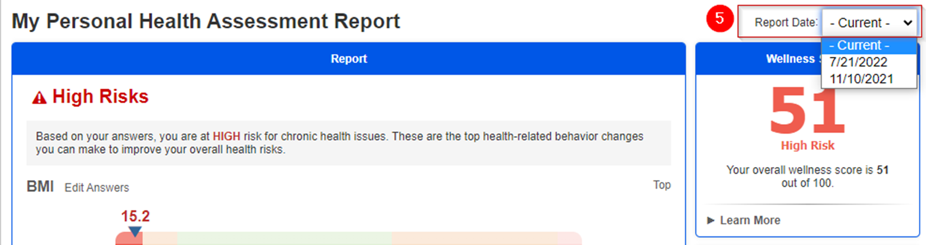 My Personal Health Assessment Report
5
Report Date: - Current -
- Current -
7/21/2022
11/10/2021
Report
High Risks
Based on your answers, you are at HIGH risk for chronic health issues. These are the top health-related behavior changes
you can make to improve your overall health risks.
BMI Edit Answers Top
15.2
Wellness S
51
High Risk
Your overall wellness score is 51
out of 100.
► Learn More